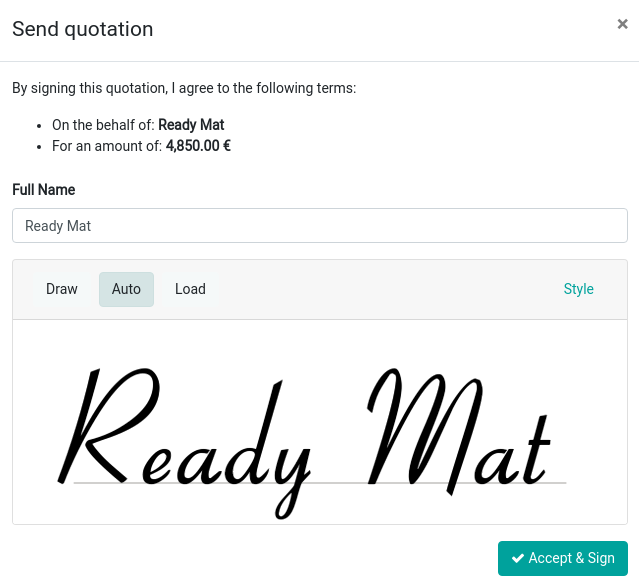 Send quotation ×
By signing this quotation, I agree to the following terms:
• On the behalf of: Ready Mat
• For an amount of: 4,850.00 €
Full Name
Ready Mat
Draw Auto Load Style
Ready Mat
✔ Accept & Sign